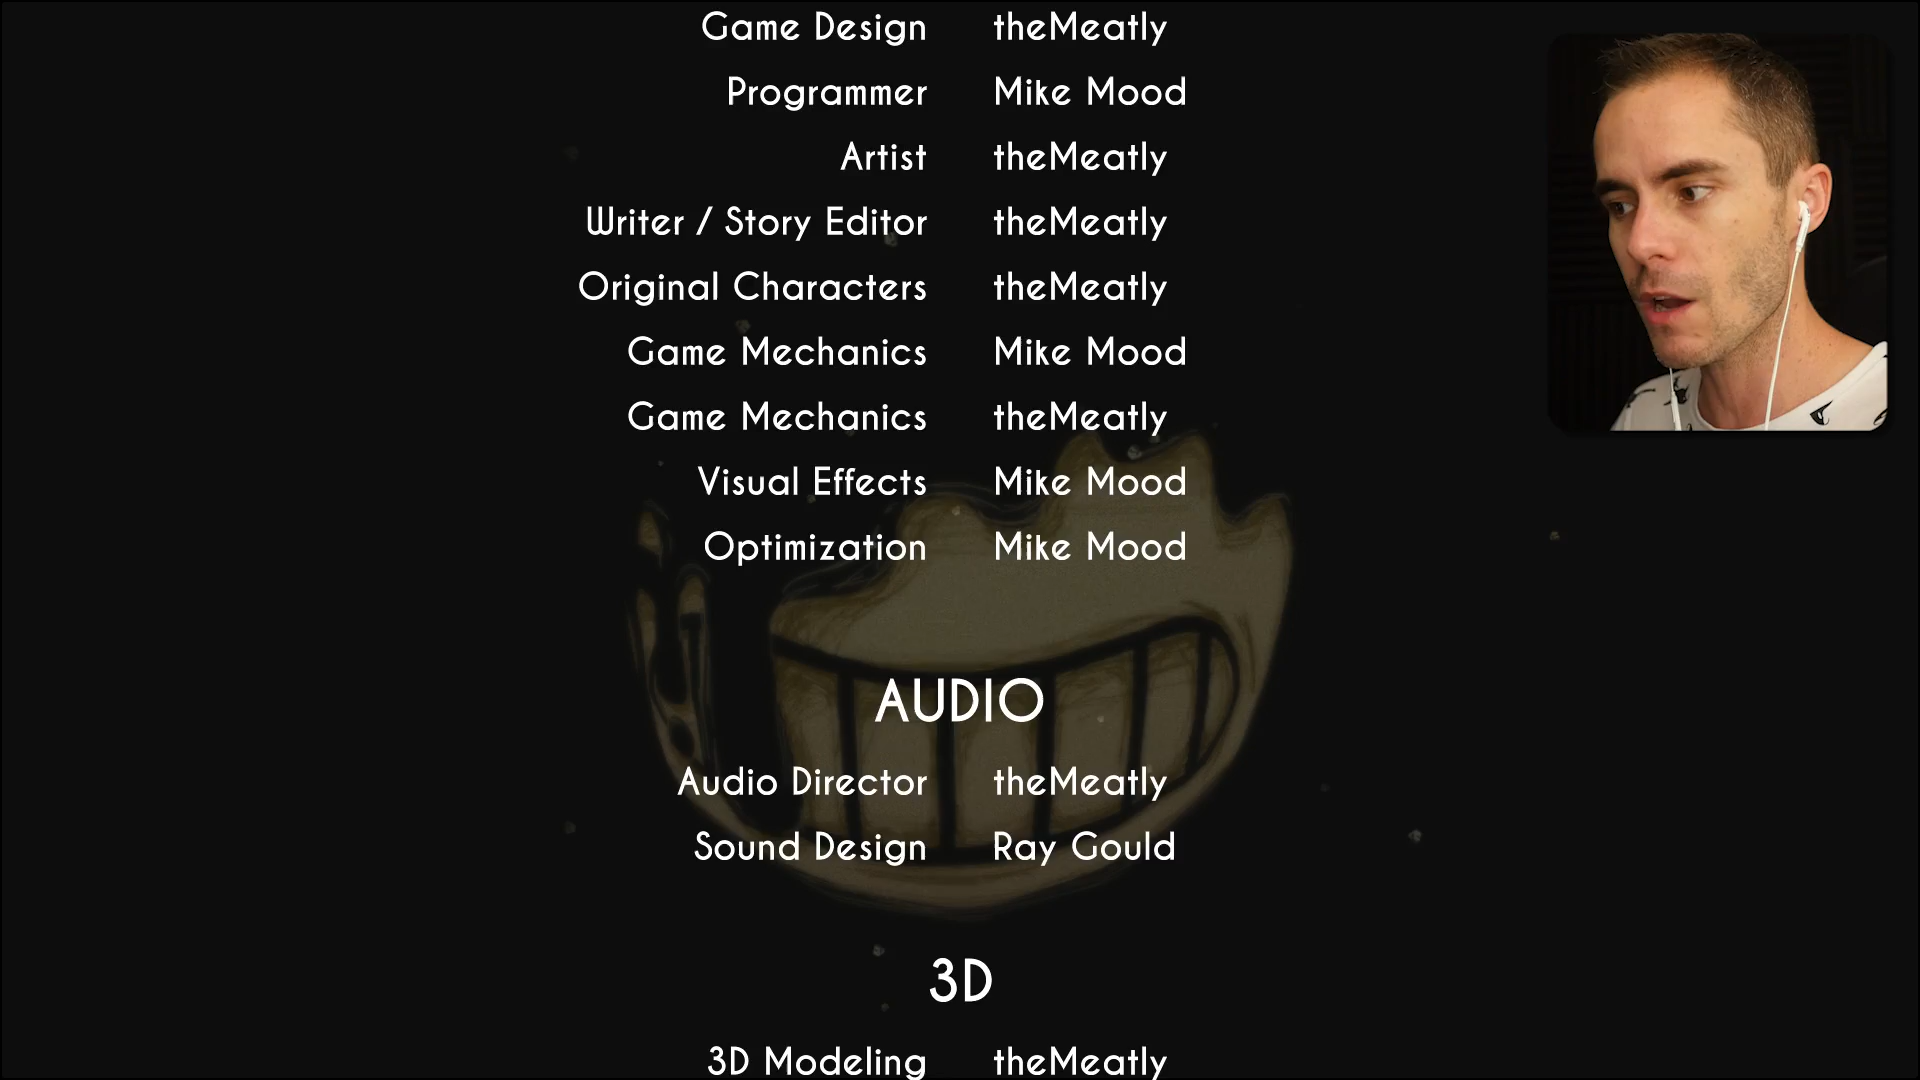 Game Design theMeatly
Programmer Mike Mood
Artist theMeatly
Writer / Story Editor theMeatly
Original Characters theMeatly
Game Mechanics Mike Mood
Game Mechanics theMeatly
Visual Effects Mike Mood
Optimization Mike Mood
AUDIO
Audio Director theMeatly
Sound Design Ray Gould
3D
3D Modeling theMeatly